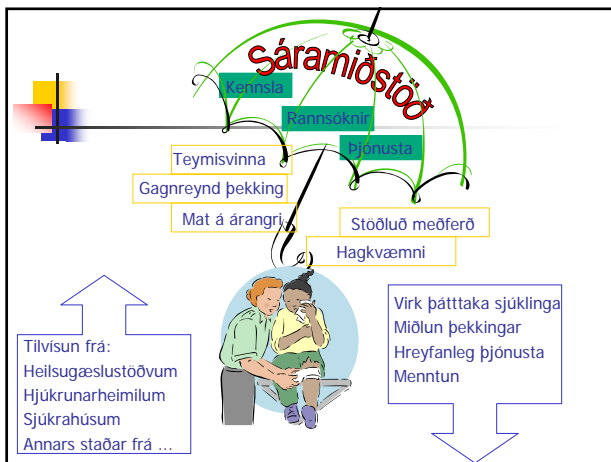 Sáramiðstöð
Kennsla
Rannsóknir
Þjónusta
Teymisvinna
Gagnreynd þekking
Mat á árangri
Stöðluð meðferð
Hagkvæmni
Tilvísun frá:
Heilsugæslustöðvum
Hjúkrunarheimilum
Sjúkrahúsum
Annars staðar frá ...
Virk þátttaka sjúklinga
Miðlun þekkingar
Hreyfanleg þjónusta
Menntun